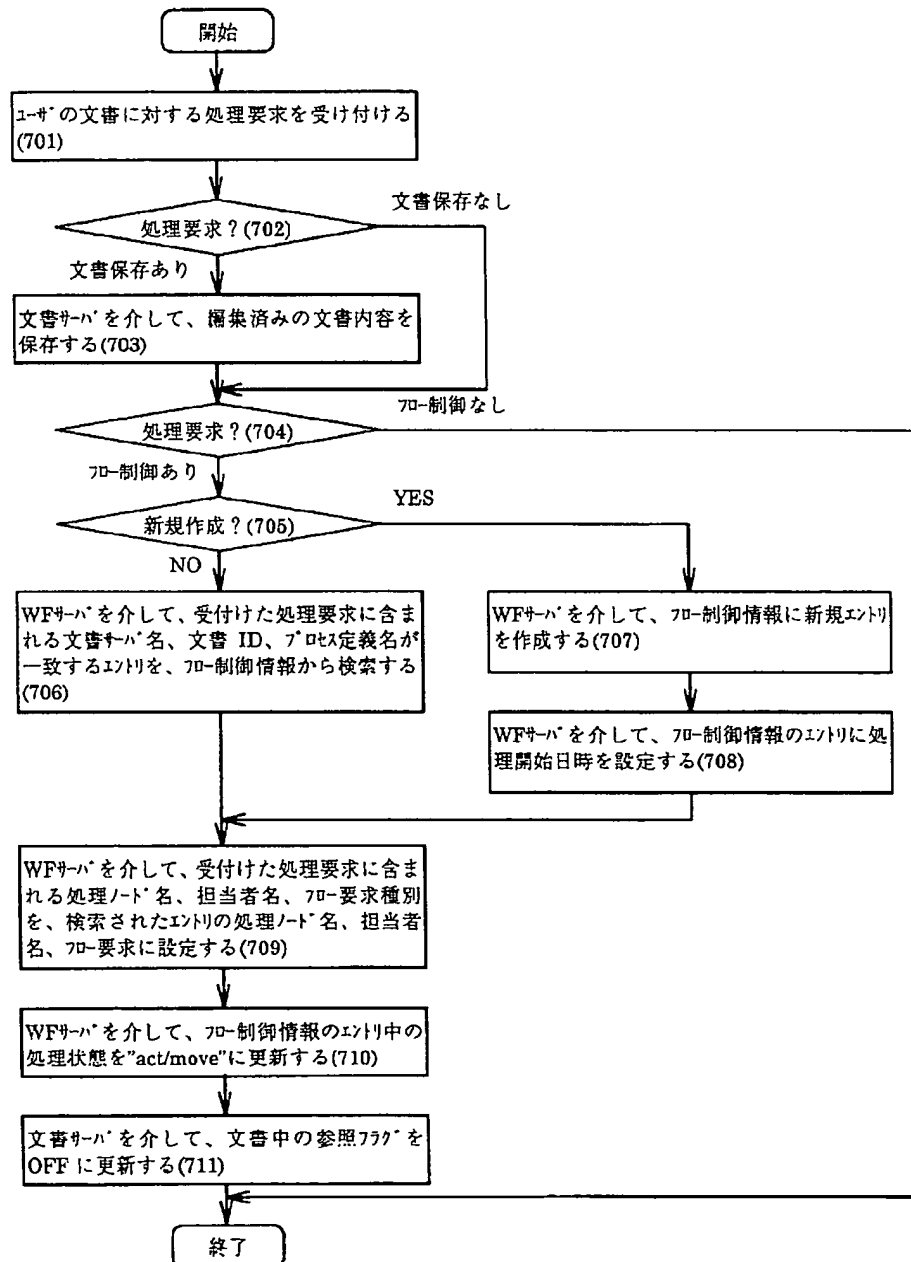 開始
ﾕｰｻﾞの文書に対する処理要求を受け付ける
(701)
文書保存なし
処理要求？(702)
文書保存あり
文書ｻｰﾊﾞを介して、編集済みの文書内容を
保存する(703)
ﾌﾛｰ制御なし
処理要求？(704)
ﾌﾛｰ制御あり
YES
新規作成？(705)
NO
WFｻｰﾊﾞを介して、受付けた処理要求に含ま
れる文書ｻｰﾊﾞ名、文書 ID、ﾌﾟﾛｾｽ定義名が
一致するｴﾝﾄﾘを、ﾌﾛｰ制御情報から検索する
(706)
WFｻｰﾊﾞを介して、ﾌﾛｰ制御情報に新規ｴﾝﾄﾘ
を作成する(707)
WFｻｰﾊﾞを介して、ﾌﾛｰ制御情報のｴﾝﾄﾘに処
理開始日時を設定する(708)
WFｻｰﾊﾞを介して、受付けた処理要求に含ま
れる処理ﾉｰﾄﾞ名、担当者名、ﾌﾛｰ要求種別
を、検索されたｴﾝﾄﾘの処理ﾉｰﾄﾞ名、担当者
名、ﾌﾛｰ要求に設定する(709)
WFｻｰﾊﾞを介して、ﾌﾛｰ制御情報のｴﾝﾄﾘ中の
処理状態を”act/move”に更新する(710)
文書ｻｰﾊﾞを介して、文書中の参照ﾌﾗｸﾞを
OFF に更新する(711)
終了